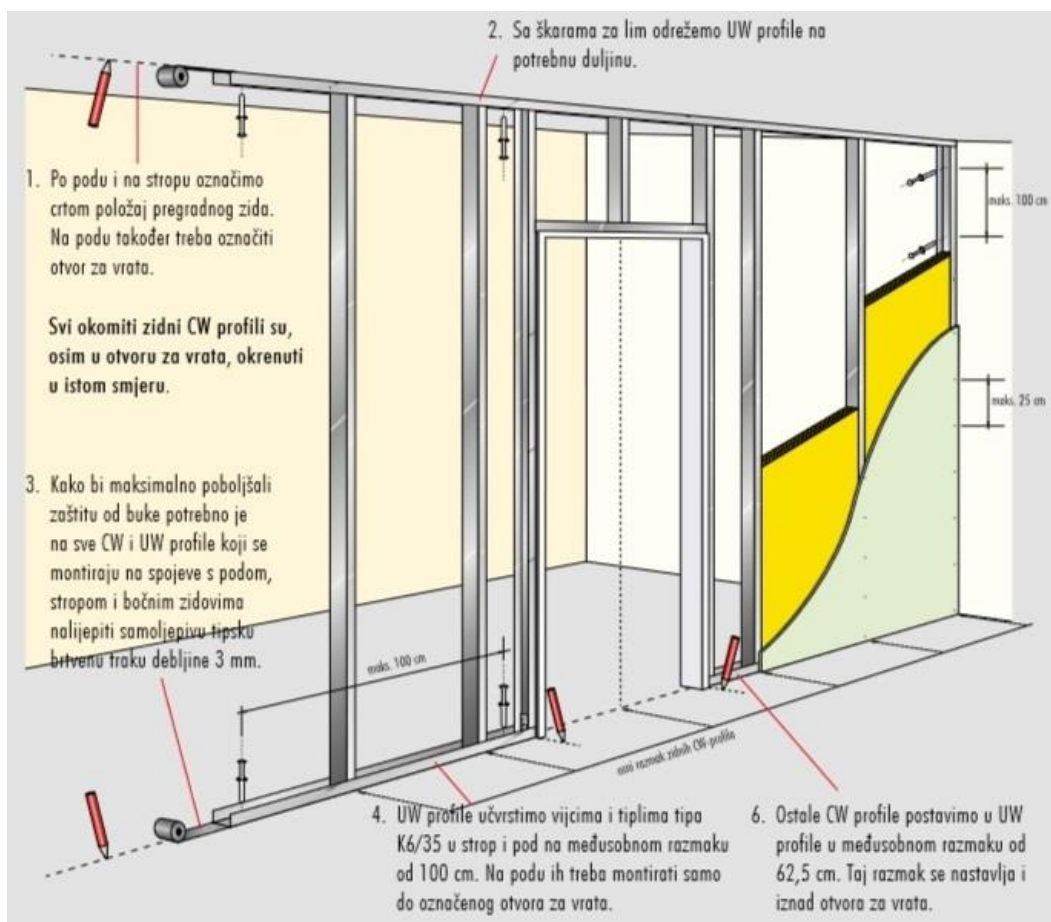 2. Sa škarama za lim odrežemo UW profile na
potrebnu duljinu.
1. Po podu i na stropu označimo
crtom položaj pregradnog zida.
Na podu također treba označiti
otvor za vrata.
Svi okomiti zidni CW profili su,
osim u otvoru za vrata, okrenuti
u istom smjeru.
maks. 100 cm
maks. 25 cm
3. Kako bi maksimalno poboljšali
zaštitu od buke potrebno je
na sve CW i UW profile koji se
montiraju na spojeve s podom,
stropom i bočnim zidovima
nalijepiti samoljepivu tipsku
brtvenu traku debljine 3 mm.
maks. 100 cm
razmak zidnih CW-profila
4. UW profile učvrstimo vijcima i tiplima tipa
K6/35 u strop i pod na međusobnom razmaku
od 100 cm. Na podu ih treba montirati samo
do označenog otvora za vrata.
6. Ostale CW profile postavimo u UW
profile u međusobnom razmaku od
62,5 cm. Taj razmak se nastavlja i
iznad otvora za vrata.